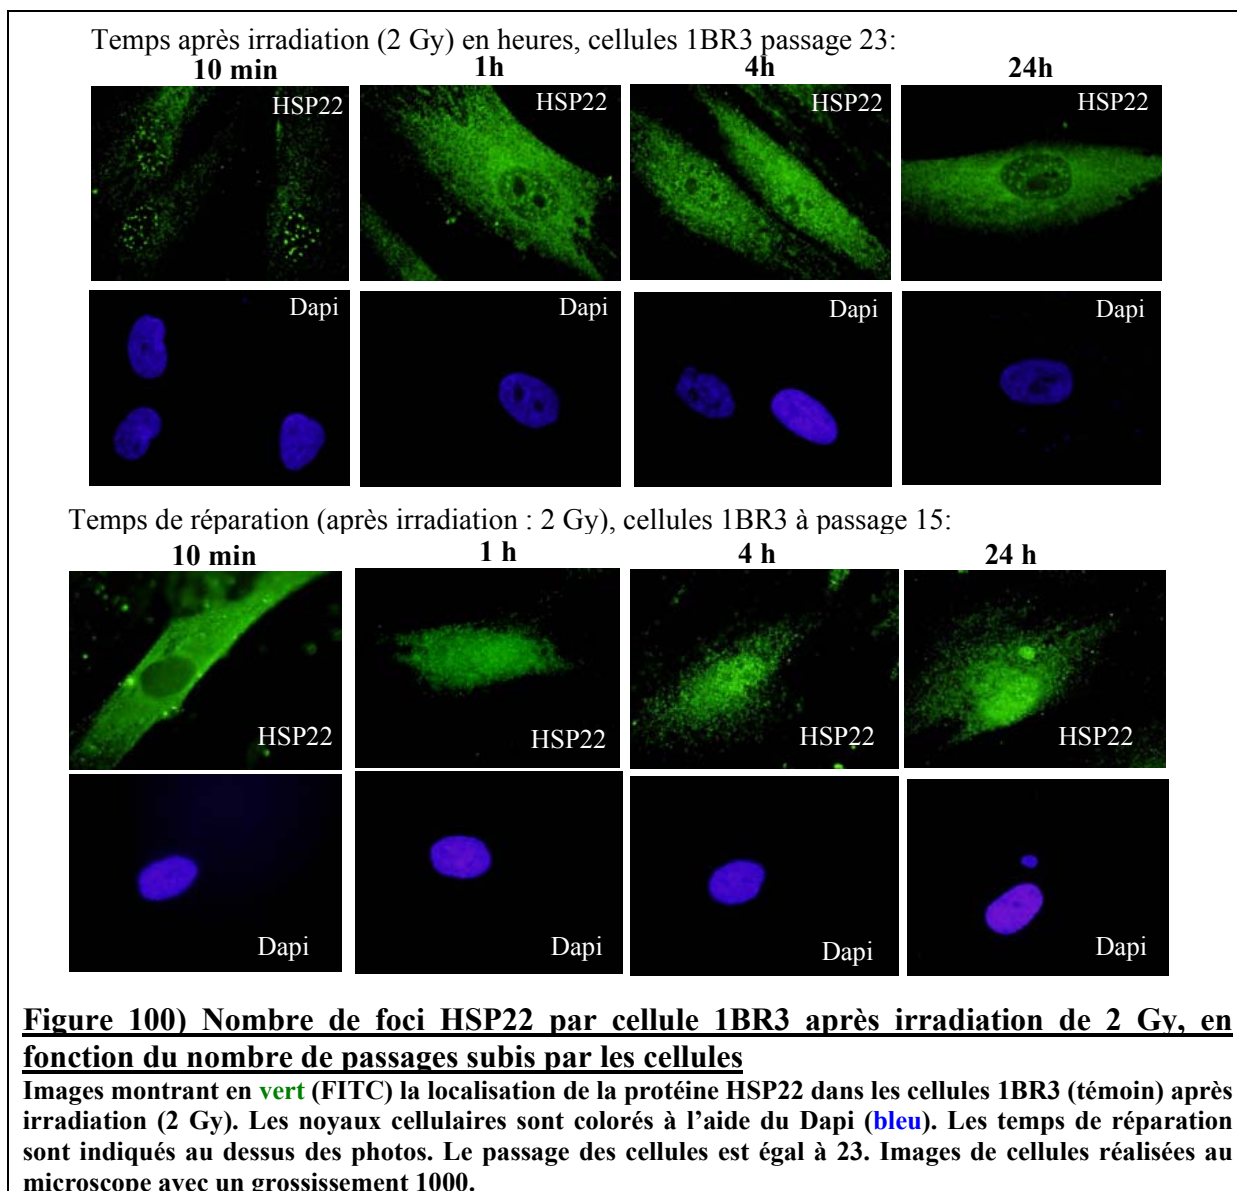 Temps après irradiation (2 Gy) en heures, cellules 1BR3 passage 23:
10 min 1h 4h 24h
HSP22 HSP22 HSP22 HSP22
Dapi Dapi Dapi Dapi
Temps de réparation (après irradiation : 2 Gy), cellules 1BR3 à passage 15:
10 min 1 h 4 h 24 h
HSP22 HSP22 HSP22 HSP22
Dapi Dapi Dapi Dapi
Figure 100) Nombre de foci HSP22 par cellule 1BR3 après irradiation de 2 Gy, en
fonction du nombre de passages subis par les cellules
Images montrant en vert (FITC) la localisation de la protéine HSP22 dans les cellules 1BR3 (témoin) après
irradiation (2 Gy). Les noyaux cellulaires sont colorés à l’aide du Dapi (bleu). Les temps de réparation
sont indiqués au dessus des photos. Le passage des cellules est égal à 23. Images de cellules réalisées au
microscope avec un grossissement 1000.